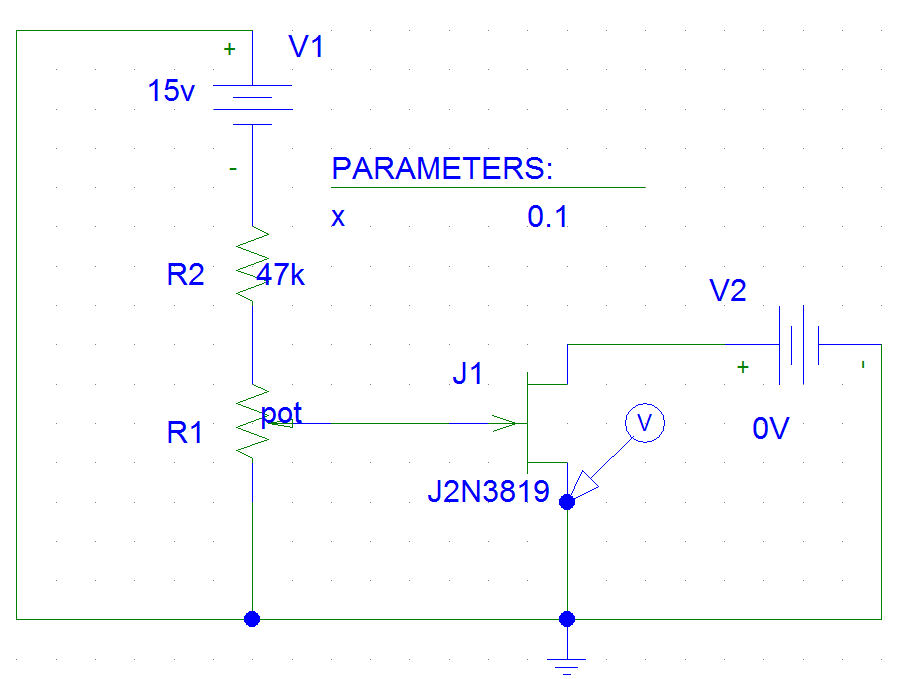 +
V1
15v
-
PARAMETERS:
x 0.1
R2 47k
V2
+ -
J1
pot
R1
V
0V
J2N3819